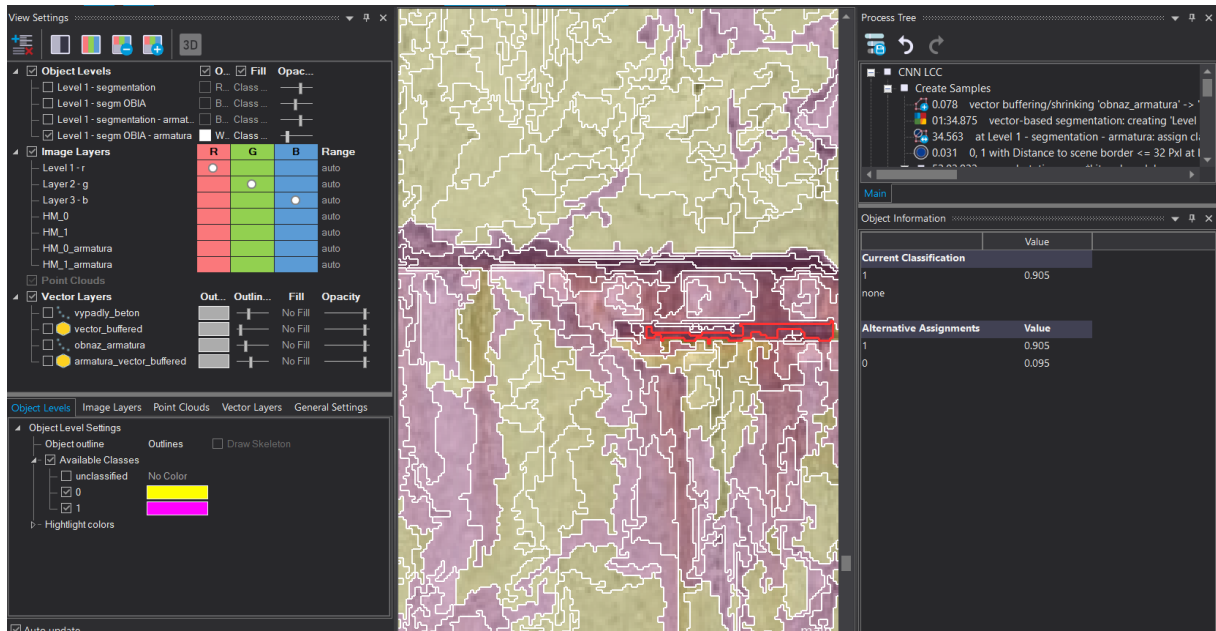 View Settings
3D
Object Levels O... Fill Opac...
Level 1 - segmentation R... Class ...
Level 1 - segm OBIA B... Class ...
Level 1 - segmentation - armat... B... Class ...
Level 1 - segm OBIA - armatura W... Class ...
Image Layers R G B Range
Level 1 - r auto
Layer 2 - g auto
Layer 3 - b auto
HM_0 auto
HM_1 auto
HM_0_armatura auto
HM_1_armatura auto
Point Clouds
Vector Layers Out... Outlin... Fill Opacity
vypadly_beton No Fill
vector_buffered No Fill
obnaz_armatura No Fill
armatura_vector_buffered No Fill
Object Levels Image Layers Point Clouds Vector Layers General Settings
Object Level Settings
Object outline Outlines Draw Skeleton
Available Classes
unclassified No Color
0
1
Hightlight colors
Auto update
Process Tree
CNN LCC
Create Samples
0.078 vector buffering/shrinking 'obnaz_armatura' -> '
01:34.875 vector-based segmentation: creating 'Level
34.563 at Level 1 - segmentation - armatura: assign cla
0.031 0, 1 with Distance to scene border <= 32 Pxl at
Main
Object Information
Value
Current Classification
1 0.905
none
Alternative Assignments Value
1 0.905
0 0.095